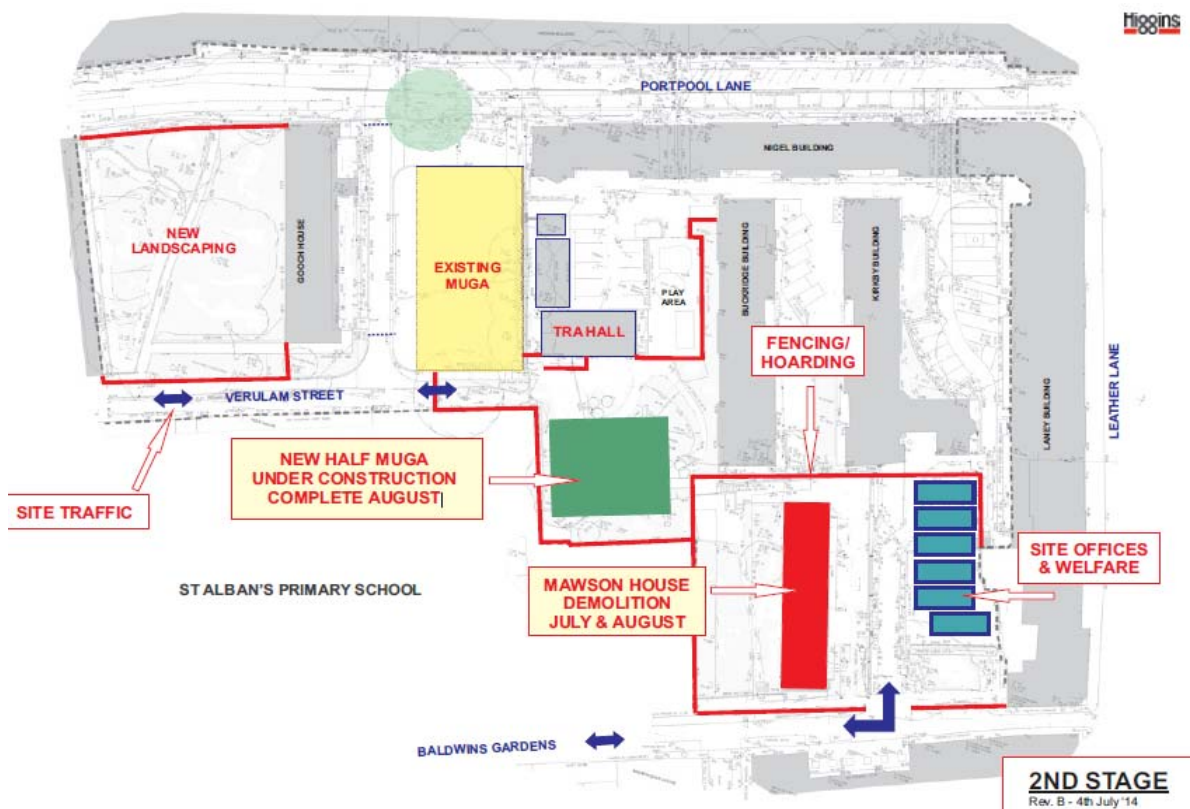 Higgins
PORTPOOL LANE
NIGEL BUILDING
NEW
LANDSCAPING
GOOCH HOUSE
EXISTING
MUGA
PLAY
AREA
TRA HALL
BUCKRIDGE BUILDING
KIRKBY BUILDING
FENCING/
HOARDING
LANEY BUILDING
LEATHER LANE
VERULAM STREET
NEW HALF MUGA
UNDER CONSTRUCTION
COMPLETE AUGUST
SITE TRAFFIC
SITE OFFICES
& WELFARE
ST ALBAN'S PRIMARY SCHOOL
MAWSON HOUSE
DEMOLITION
JULY & AUGUST
BALDWINS GARDENS
2ND STAGE
Rev. B - 4th July '14